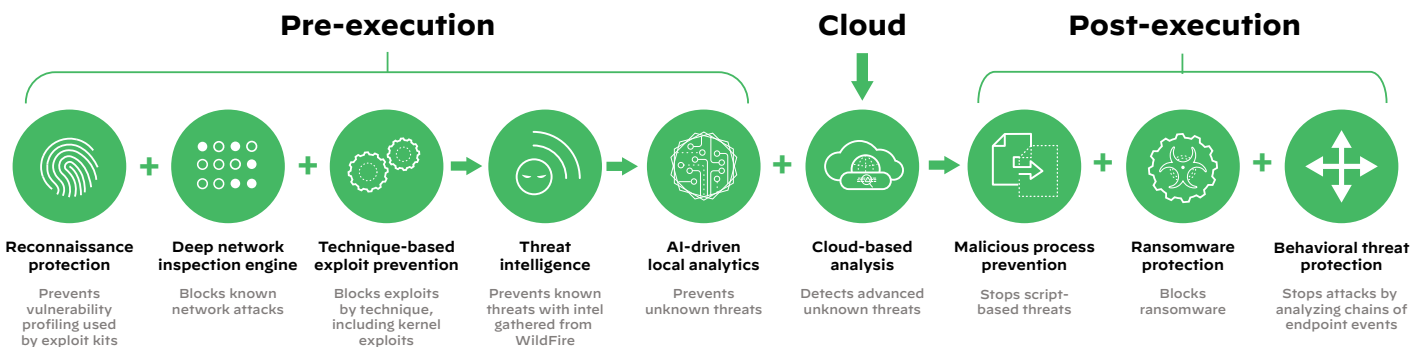 Pre-execution
Cloud
Post-execution
Reconnaissance
protection
Prevents
vulnerability
profiling used
by exploit kits
Deep network
inspection engine
Blocks known
network attacks
Technique-based
exploit prevention
Blocks exploits
by technique,
including kernel
exploits
Threat
intelligence
Prevents known
threats with intel
gathered from
WildFire
AI-driven
local analytics
Prevents
unknown threats
Cloud-based
analysis
Detects advanced
unknown threats
Malicious process
prevention
Stops script-
based threats
Ransomware
protection
Blocks
ransomware
Behavioral threat
protection
Stops attacks by
analyzing chains of
endpoint events